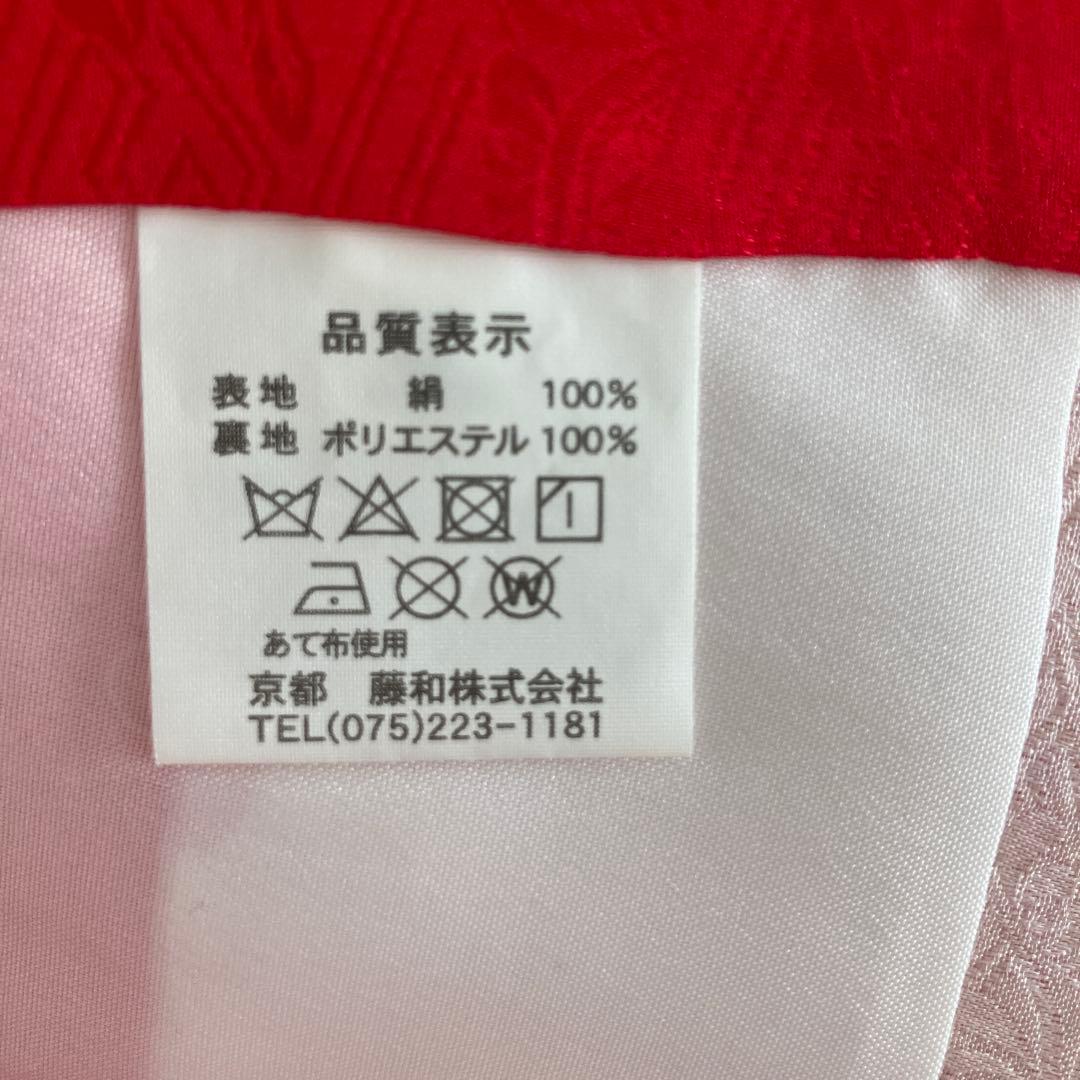 品質表示
表地 絹 100%
裏地 ポリエステル 100%
W
あて布使用
京都 藤和株式会社
TEL(075)223-1181